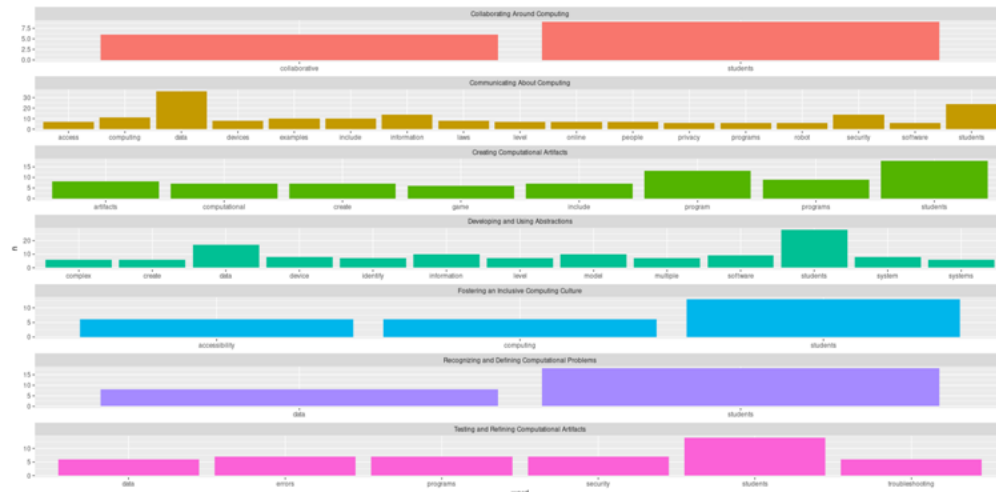 Collaborating Around Computing
7.5
5.0
2.5
0.0
collaborative students
Communicating About Computing
30
20
10
0
access computing data devices examples include information laws level online people privacy programs robot security software students
Creating Computational Artifacts
15
10
5
0
artifacts computational create game include program programs students
Developing and Using Abstractions
20
10
0
n
complex create data device identify information level model multiple software students system systems
Fostering an Inclusive Computing Culture
10
5
0
accessibility computing students
Recognizing and Defining Computational Problems
15
10
5
0
data students
Testing and Refining Computational Artifacts
10
5
0
data errors programs security students troubleshooting